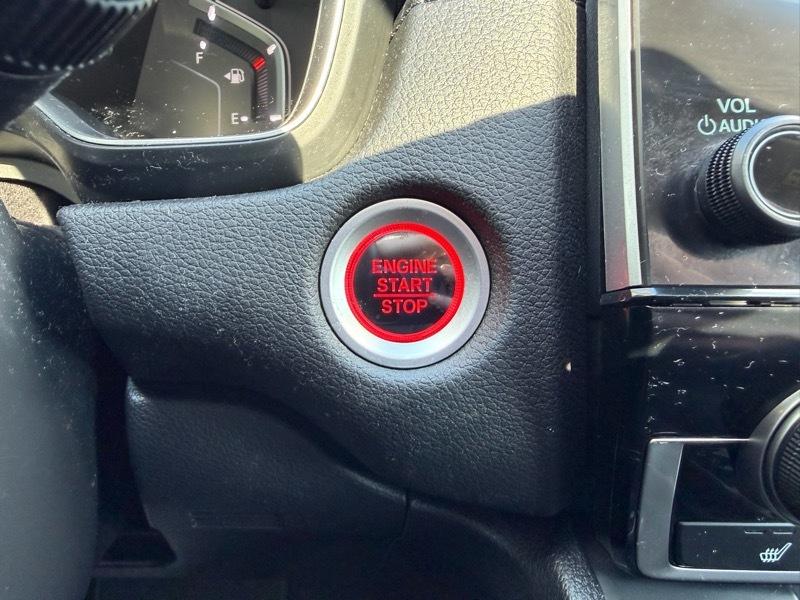 F
E
VOL
AUDIO
ENGINE
START
STOP